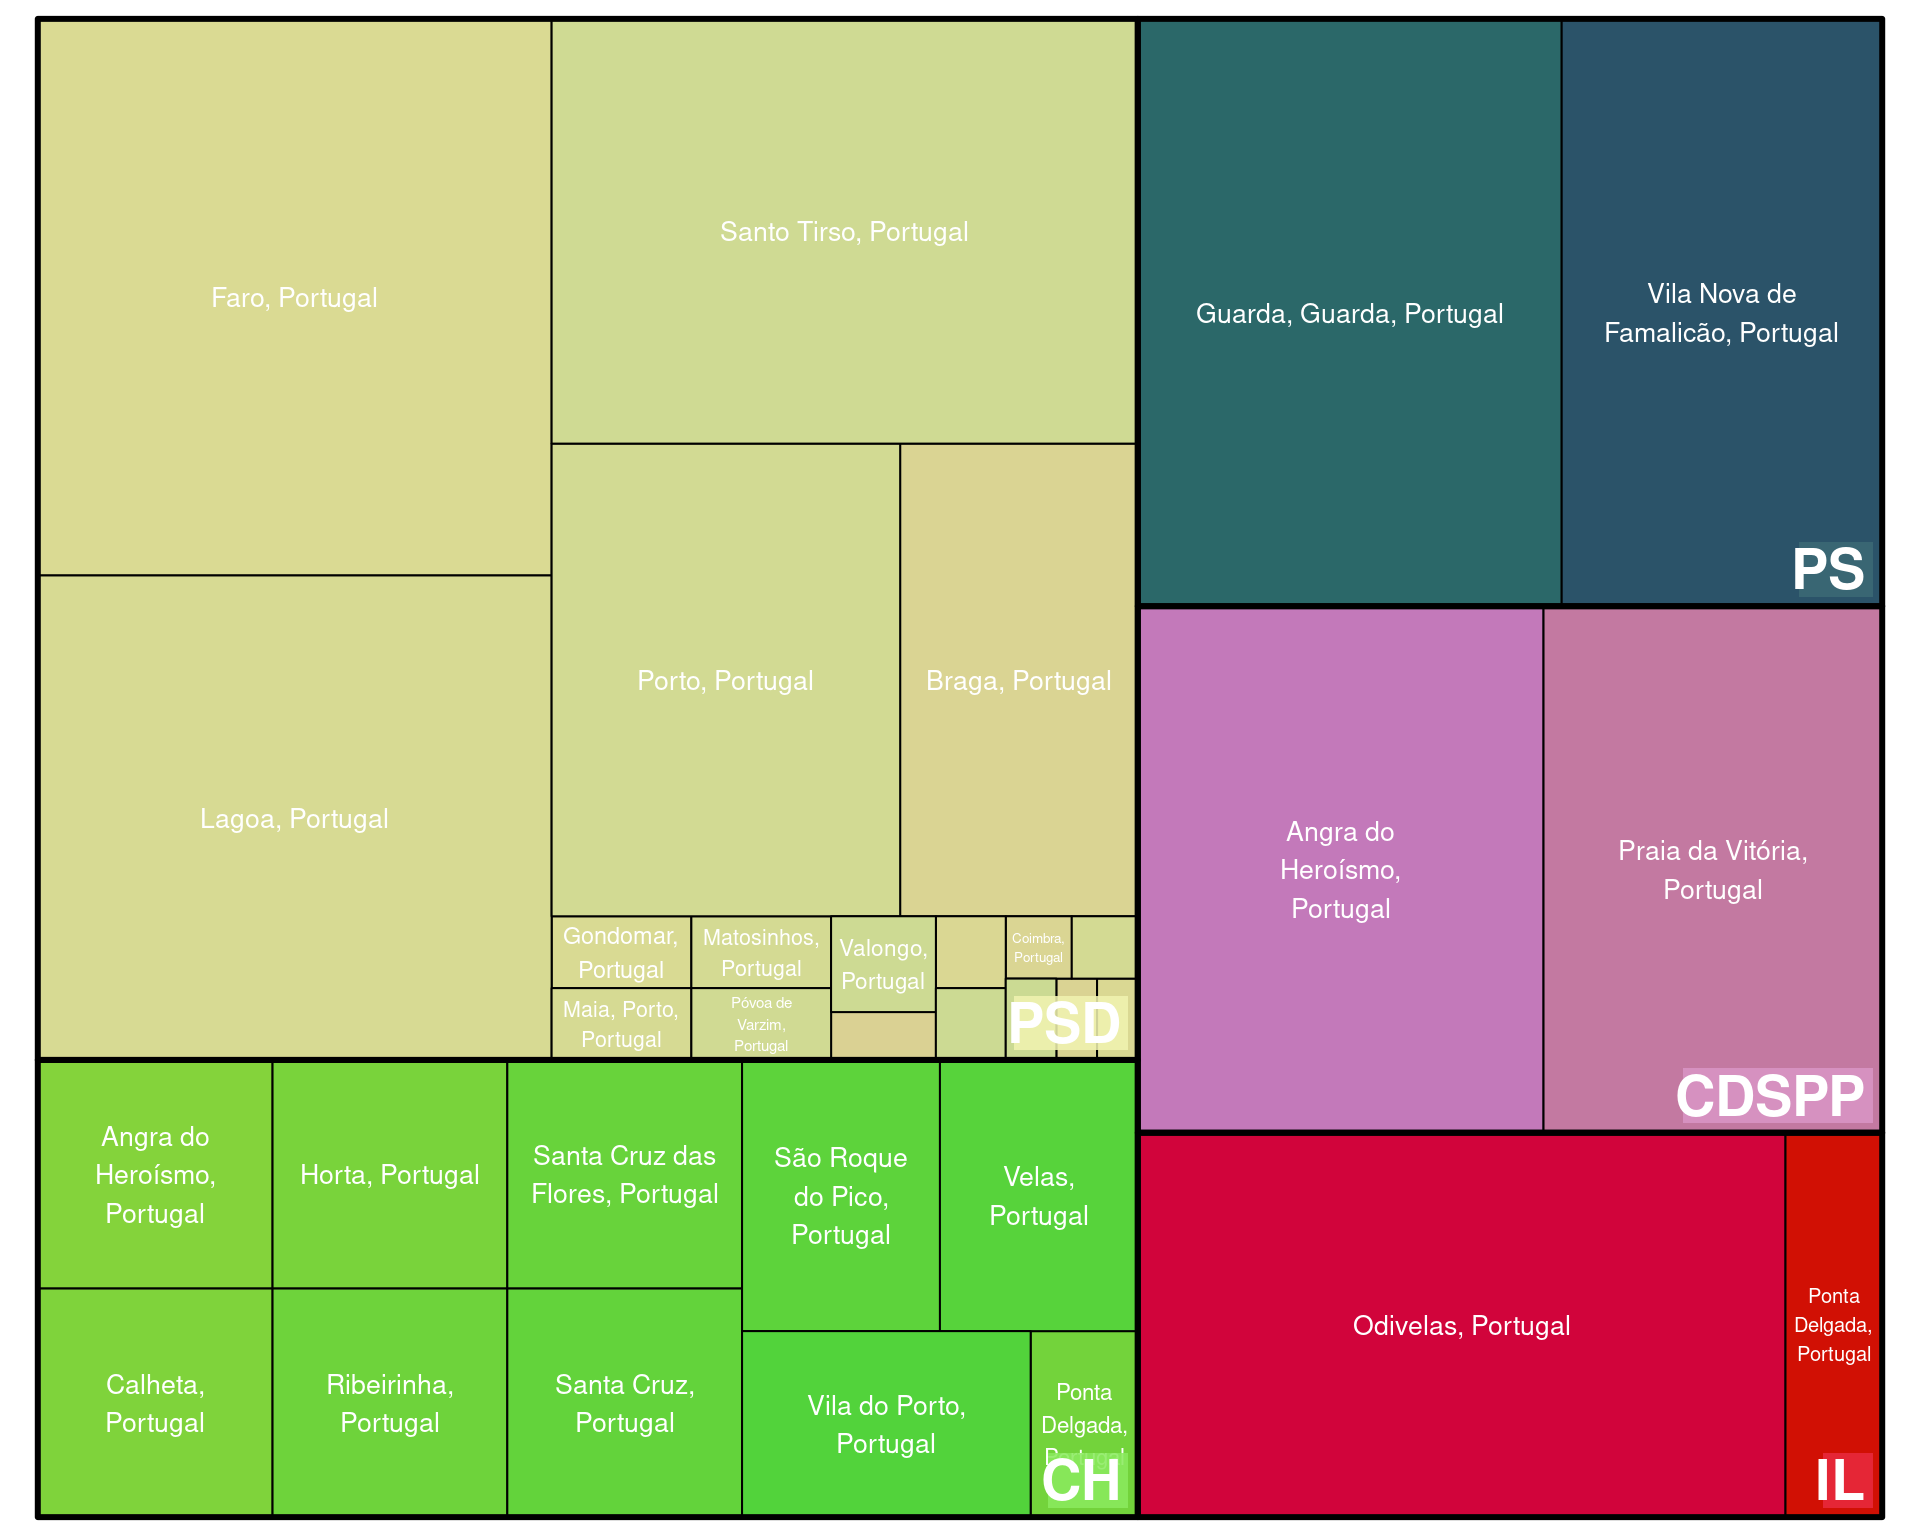 Faro, Portugal
Santo Tirso, Portugal
Lagoa, Portugal
Porto, Portugal
Braga, Portugal
Gondomar,
Portugal
Matosinhos,
Portugal
Valongo,
Portugal
Coimbra,
Portugal
Maia, Porto,
Portugal
Póvoa de
Varzim,
Portugal
PSD
Guarda, Guarda, Portugal
Vila Nova de
Famalicão, Portugal
PS
Angra do
Heroísmo,
Portugal
Praia da Vitória,
Portugal
CDSPP
Angra do
Heroísmo,
Portugal
Horta, Portugal
Santa Cruz das
Flores, Portugal
São Roque
do Pico,
Portugal
Velas,
Portugal
Calheta,
Portugal
Ribeirinha,
Portugal
Santa Cruz,
Portugal
Vila do Porto,
Portugal
Ponta
Delgada,
Portugal
CH
Odivelas, Portugal
Ponta
Delgada,
Portugal
IL